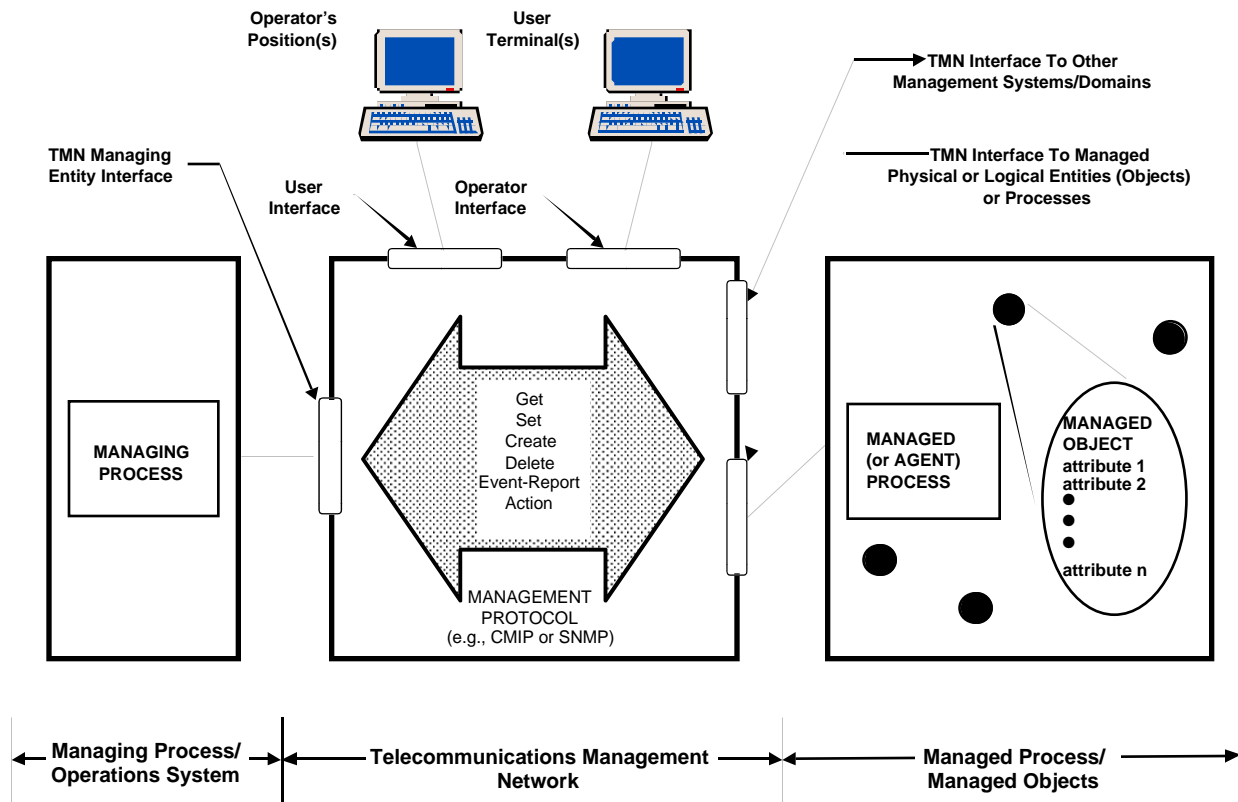 Operator's
Position(s)
User
Terminal(s)
TMN Interface To Other
Management Systems/Domains
TMN Managing
Entity Interface
User
Interface
Operator
Interface
TMN Interface To Managed
Physical or Logical Entities (Objects)
or Processes
MANAGING
PROCESS
Get
Set
Create
Delete
Event-Report
Action
MANAGEMENT
PROTOCOL
(e.g., CMIP or SNMP)
MANAGED
(or AGENT)
PROCESS
MANAGED
OBJECT
attribute 1
attribute 2
attribute n
Managing Process/
Operations System
Telecommunications Management
Network
Managed Process/
Managed Objects